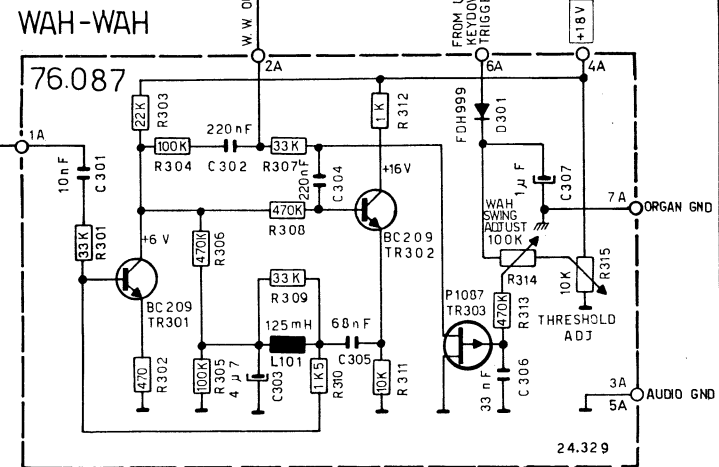 WAH-WAH
W. W. O
FROM U
KEYDOW
TRIGGE
+18V
2A
6A
4A
76.087
22K
R303
1K
R312
FDH999
D301
1A
220nF
100K
33K
R304
C302
R307
10nF
C301
220nF
C304
+16V
1µF
C307
7A
ORGAN GND
WAH
SWING
ADJUST
100K
33K
R301
470K
R308
+6 V
470K
R306
BC209
TR302
R314
10K
R315
33K
R309
BC209
TR301
P1087
TR303
470K
R313
THRESHOLD
ADJ
125mH
68nF
L101
C305
470
R302
100K
R305
4µ7
C303
1K5
R310
10K
R311
33nF
C306
3A
5A
AUDIO GND
24.329